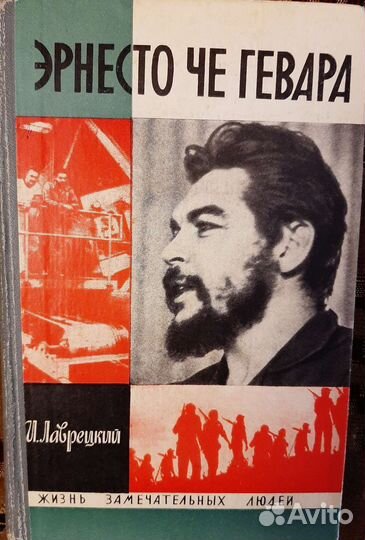 ЭРНЕСТО ЧЕ ГЕВАРА
И. Лаврецкий
ЖИЗНЬ ЗАМЕЧАТЕЛЬНЫХ ЛЮДЕЙ
Avito